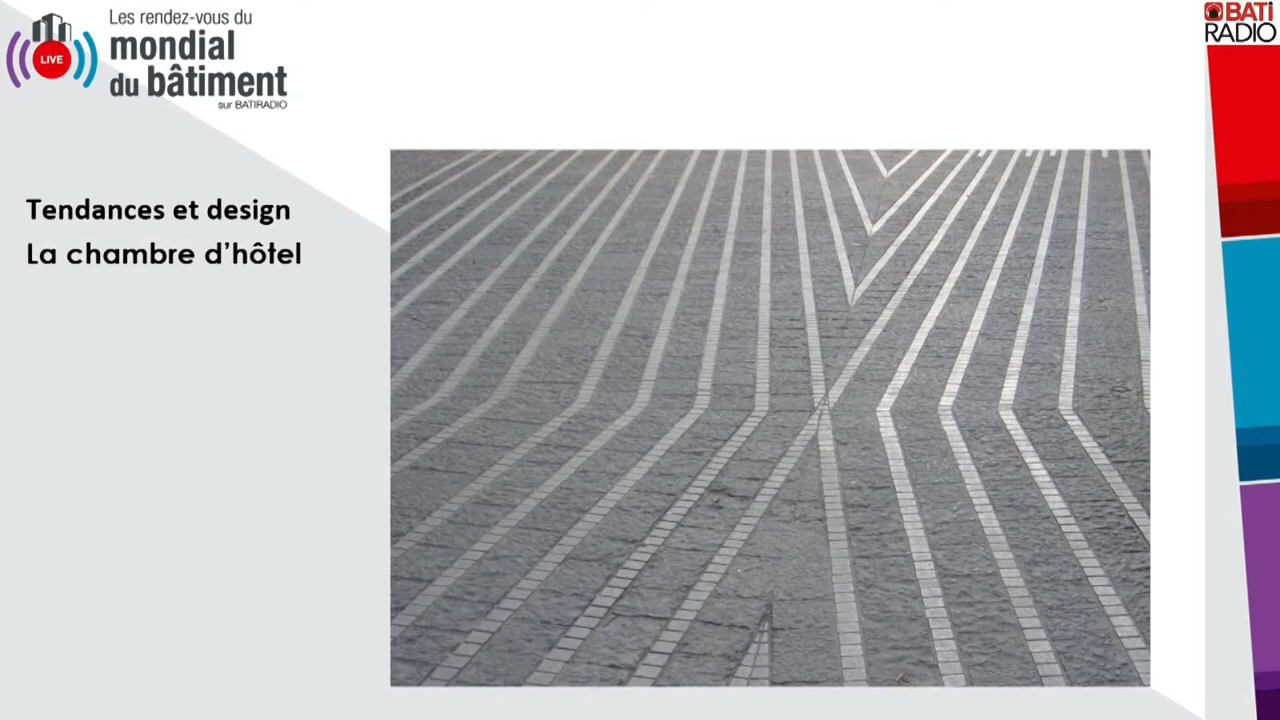 Les rendez-vous du
mondial
du bâtiment
sur BATIRADIO
LIVE
BATi
RADIO
Tendances et design
La chambre d’hôtel